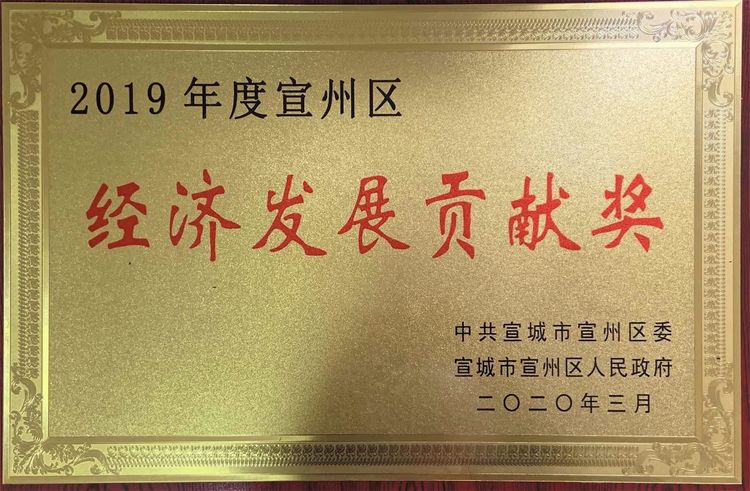 2019 年度宣州区
经济发展贡献奖
中共宣城市宣州区委
宣城市宣州区人民政府
二〇二〇年三月